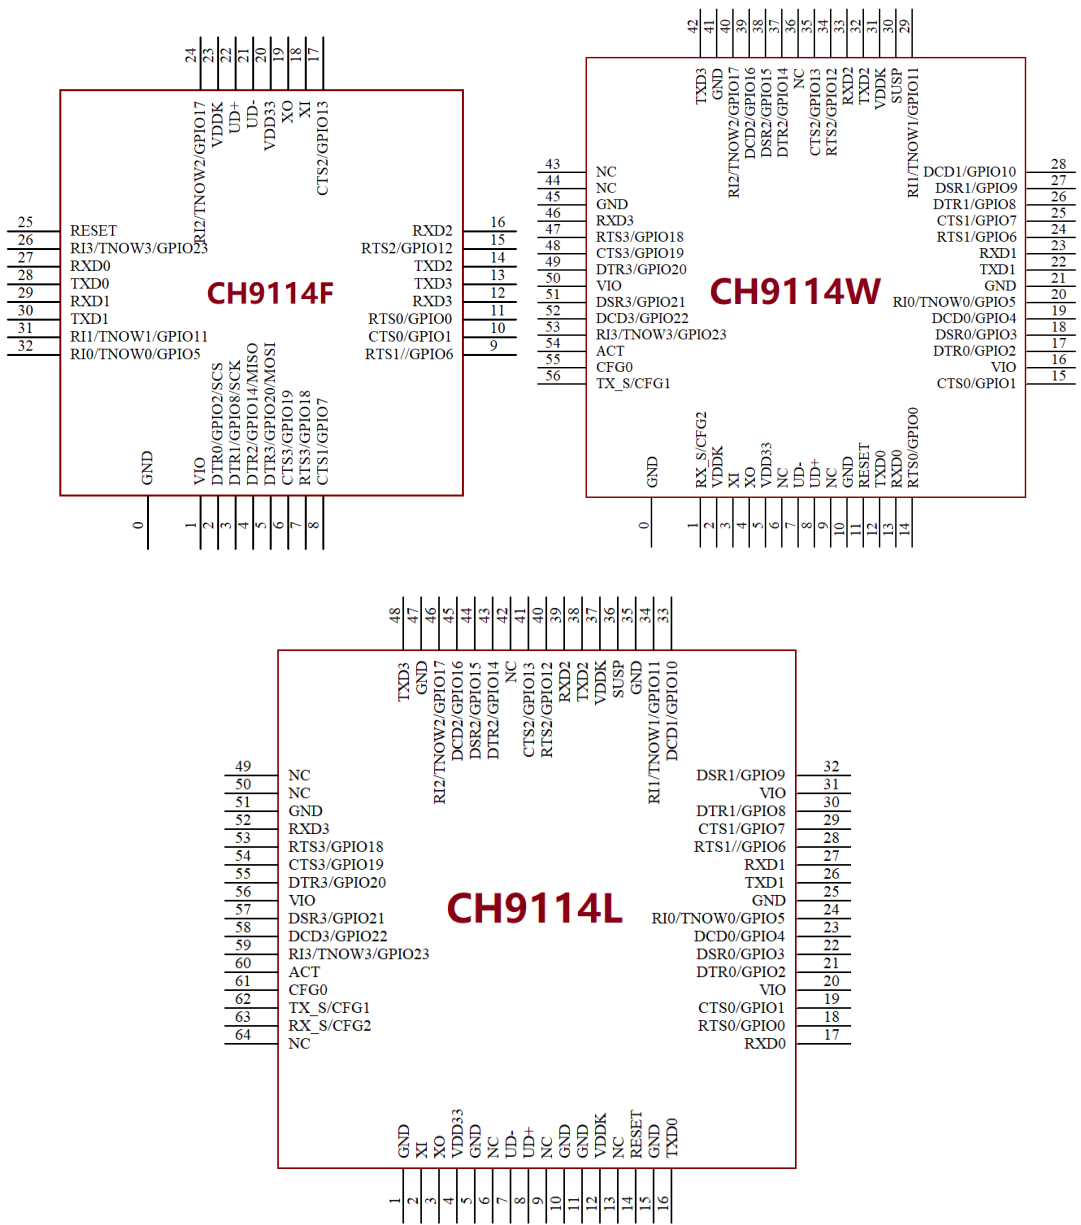 24 23 22 21 20 19 18 17
RI2/TNOW2/GPIO17
VDDK
UD+
UD-
VDD33
XO
XI
CTS2/GPIO13
25 RESET
26 RI3/TNOW3/GPIO23
27 RXD0
28 TXD0
29 RXD1
30 TXD1
31 RI1/TNOW1/GPIO11
32 RI0/TNOW0/GPIO5
CH9114F
RXD2 16
RTS2/GPIO12 15
TXD2 14
TXD3 13
RXD3 12
RTS0/GPIO0 11
CTS0/GPIO1 10
RTS1//GPIO6 9
GND
VIO
DTR0/GPIO2/SCS
DTR1/GPIO8/SCK
DTR2/GPIO14/MISO
DTR3/GPIO20/MOSI
CTS3/GPIO19
RTS3/GPIO18
CTS1/GPIO7
0 1 2 3 4 5 6 7 8
42 41 40 39 38 37 36 35 34 33 32 31 30 29
TXD3
GND
RI2/TNOW2/GPIO17
DCD2/GPIO16
DSR2/GPIO15
DTR2/GPIO14
NC
CTS2/GPIO13
RTS2/GPIO12
RXD2
TXD2
VDDK
SUSP
RI1/TNOW1/GPIO11
43 NC
44 NC
45 GND
46 RXD3
47 RTS3/GPIO18
48 CTS3/GPIO19
49 DTR3/GPIO20
50 VIO
51 DSR3/GPIO21
52 DCD3/GPIO22
53 RI3/TNOW3/GPIO23
54 ACT
55 CFG0
56 TX_S/CFG1
CH9114W
DCD1/GPIO10 28
DSR1/GPIO9 27
DTR1/GPIO8 26
CTS1/GPIO7 25
RTS1/GPIO6 24
RXD1 23
TXD1 22
GND 21
RI0/TNOW0/GPIO5 20
DCD0/GPIO4 19
DSR0/GPIO3 18
DTR0/GPIO2 17
VIO 16
CTS0/GPIO1 15
GND
RX_S/CFG2
VDDK
XI
XO
VDD33
NC
UD-
UD+
NC
GND
RESET
TXD0
RXD0
RTS0/GPIO0
0 1 2 3 4 5 6 7 8 9 10 11 12 13 14
48 47 46 45 44 43 42 41 40 39 38 37 36 35 34 33
TXD3
GND
RI2/TNOW2/GPIO17
DCD2/GPIO16
DSR2/GPIO15
DTR2/GPIO14
NC
CTS2/GPIO13
RTS2/GPIO12
RXD2
TXD2
VDDK
SUSP
GND
RI1/TNOW1/GPIO11
DCD1/GPIO10
49 NC
50 NC
51 GND
52 RXD3
53 RTS3/GPIO18
54 CTS3/GPIO19
55 DTR3/GPIO20
56 VIO
57 DSR3/GPIO21
58 DCD3/GPIO22
59 RI3/TNOW3/GPIO23
60 ACT
61 CFG0
62 TX_S/CFG1
63 RX_S/CFG2
64 NC
CH9114L
DSR1/GPIO9 32
VIO 31
DTR1/GPIO8 30
CTS1/GPIO7 29
RTS1//GPIO6 28
RXD1 27
TXD1 26
GND 25
RI0/TNOW0/GPIO5 24
DCD0/GPIO4 23
DSR0/GPIO3 22
DTR0/GPIO2 21
VIO 20
CTS0/GPIO1 19
RTS0/GPIO0 18
RXD0 17
GND
XI
XO
VDD33
GND
NC
UD-
UD+
NC
GND
GND
VDDK
NC
RESET
GND
TXD0
1 2 3 4 5 6 7 8 9 10 11 12 13 14 15 16